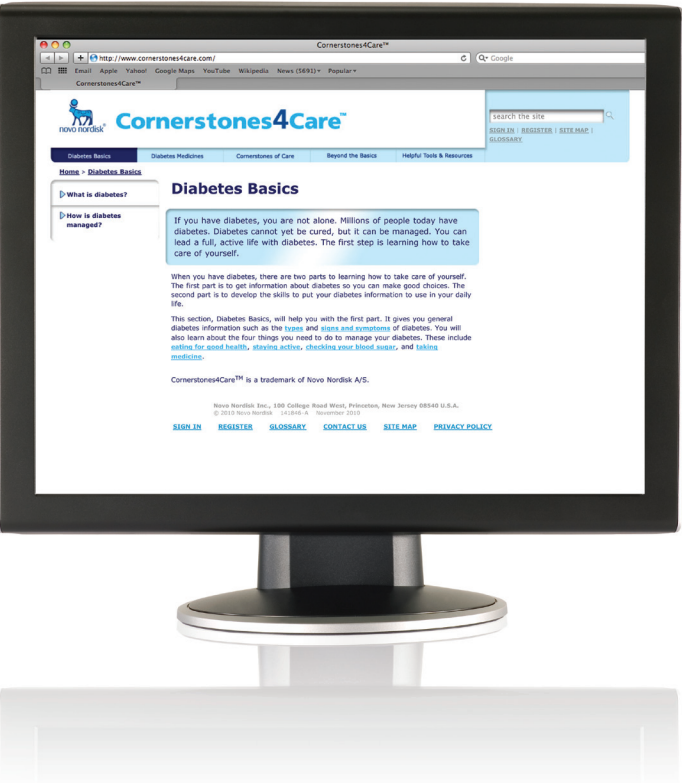 Cornerstones4Care™
http://www.cornerstones4care.com/
Google
Email Apple Yahoo! Google Maps YouTube Wikipedia News (5691) Popular
Cornerstones4Care™
novo nordisk®
Cornerstones4Care™
search the site
SIGN IN | REGISTER | SITE MAP |
GLOSSARY
Diabetes Basics Diabetes Medicines Cornerstones of Care Beyond the Basics Helpful Tools & Resources
Home > Diabetes Basics
What is diabetes?
How is diabetes
managed?
Diabetes Basics
If you have diabetes, you are not alone. Millions of people today have
diabetes. Diabetes cannot yet be cured, but it can be managed. You can
lead a full, active life with diabetes. The first step is learning how to take
care of yourself.
When you have diabetes, there are two parts to learning how to take care of yourself.
The first part is to get information about diabetes so you can make good choices. The
second part is to develop the skills to put your diabetes information to use in your daily
life.
This section, Diabetes Basics, will help you with the first part. It gives you general
diabetes information such as the types and signs and symptoms of diabetes. You will
also learn about the four things you need to do to manage your diabetes. These include
eating for good health, staying active, checking your blood sugar, and taking
medicine.
Cornerstones4Care™ is a trademark of Novo Nordisk A/S.
Novo Nordisk Inc., 100 College Road West, Princeton, New Jersey 08540 U.S.A.
© 2010 Novo Nordisk 141846-A November 2010
SIGN IN REGISTER GLOSSARY CONTACT US SITE MAP PRIVACY POLICY